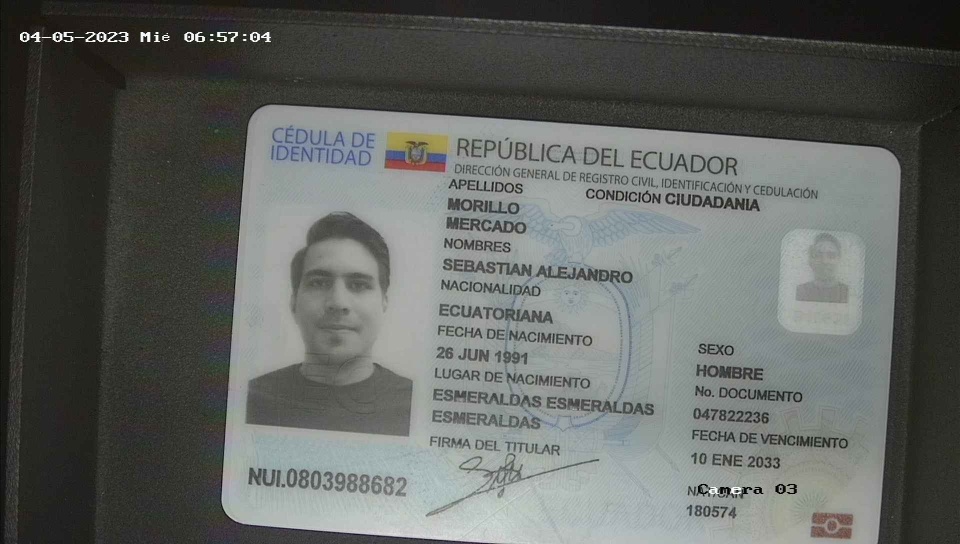 04-05-2023 Mié 06:57:04
CÉDULA DE
IDENTIDAD
REPÚBLICA DEL ECUADOR
DIRECCIÓN GENERAL DE REGISTRO CIVIL, IDENTIFICACIÓN Y CEDULACIÓN
APELLIDOS
CONDICIÓN CIUDADANIA
MORILLO
MERCADO
NOMBRES
SEBASTIAN ALEJANDRO
NACIONALIDAD
ECUATORIANA
FECHA DE NACIMIENTO
26 JUN 1991
LUGAR DE NACIMIENTO
ESMERALDAS ESMERALDAS
ESMERALDAS
FIRMA DEL TITULAR
SEXO
HOMBRE
No. DOCUMENTO
047822236
FECHA DE VENCIMIENTO
10 ENE 2033
180574
NUI.0803988682
Camera 03